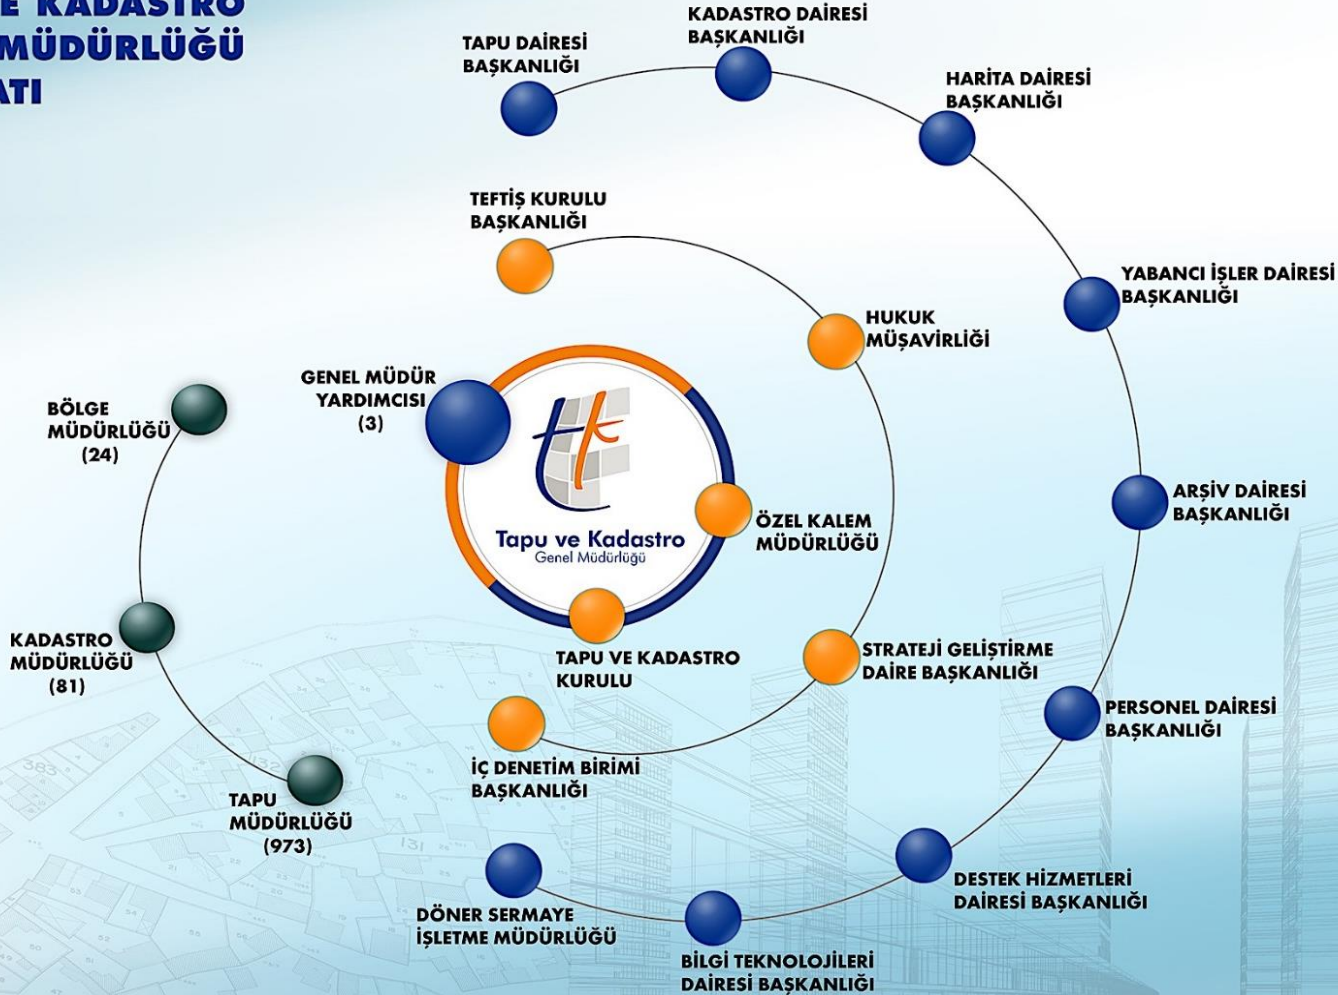 E KADASTRO
MÜDÜRLÜĞÜ
ATI
TAPU DAİRESİ
BAŞKANLIĞI
KADASTRO DAİRESİ
BAŞKANLIĞI
HARİTA DAİRESİ
BAŞKANLIĞI
TEFTİŞ KURULU
BAŞKANLIĞI
YABANCI İŞLER DAİRESİ
BAŞKANLIĞI
HUKUK
MÜŞAVİRLİĞİ
GENEL MÜDÜR
YARDIMCISI
(3)
BÖLGE
MÜDÜRLÜĞÜ
(24)
tk
Tapu ve Kadastro
Genel Müdürlüğü
ÖZEL KALEM
MÜDÜRLÜĞÜ
ARŞİV DAİRESİ
BAŞKANLIĞI
KADASTRO
MÜDÜRLÜĞÜ
(81)
TAPU VE KADASTRO
KURULU
STRATEJİ GELİŞTİRME
DAİRE BAŞKANLIĞI
PERSONEL DAİRESİ
BAŞKANLIĞI
İÇ DENETİM BİRİMİ
BAŞKANLIĞI
TAPU
MÜDÜRLÜĞÜ
(973)
383
132
131
DESTEK HİZMETLERİ
DAİRESİ BAŞKANLIĞI
DÖNER SERMAYE
İŞLETME MÜDÜRLÜĞÜ
BİLGİ TEKNOLOJİLERİ
DAİRESİ BAŞKANLIĞI